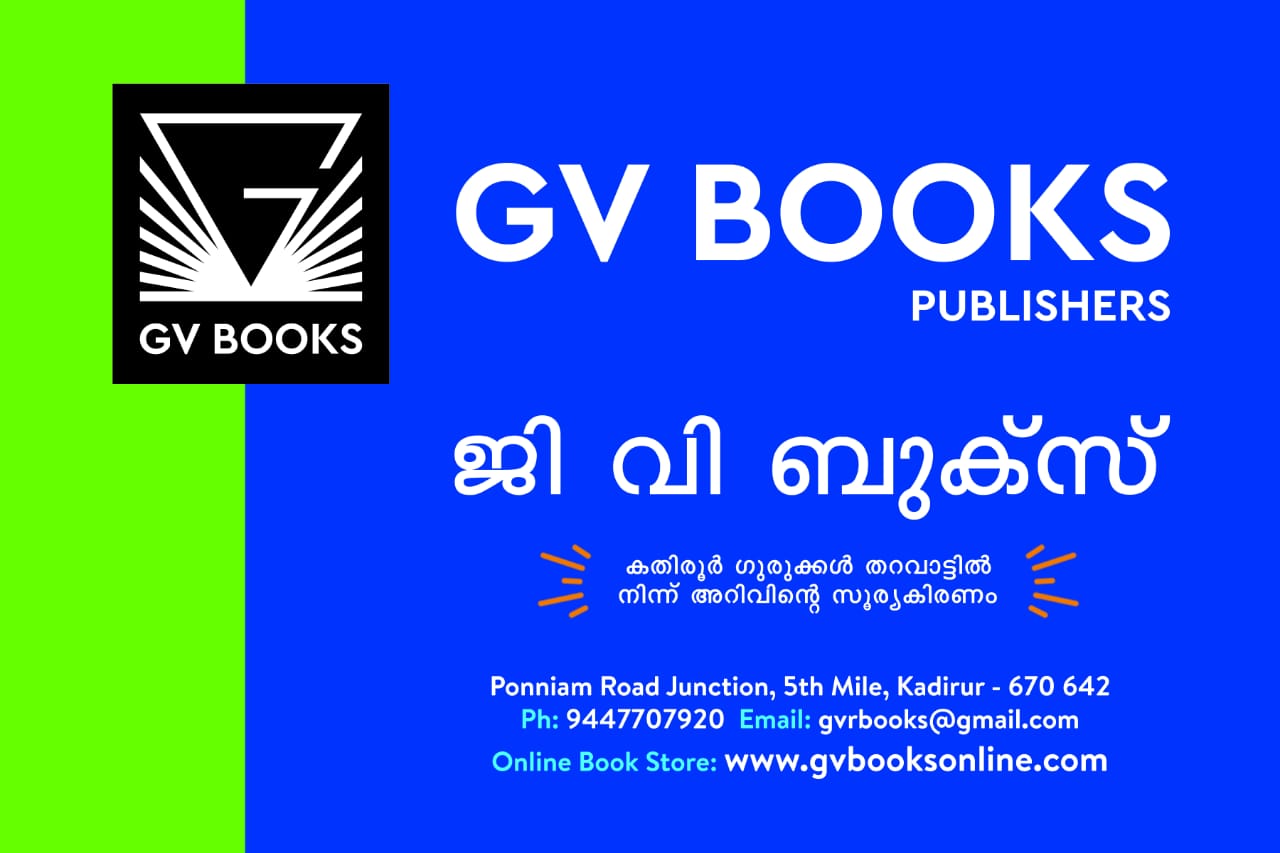 GV BOOKS
GV BOOKS
PUBLISHERS
ജി വി ബുക്സ്
കതിരൂർ ഗുരുക്കൾ തറവാട്ടിൽ
നിന്ന് അറിവിന്റെ സൂര്യകിരണം
Ponniam Road Junction, 5th Mile, Kadirur - 670 642
Ph: 9447707920 Email: gvrbooks@gmail.com
Online Book Store: www.gvbooksonline.com